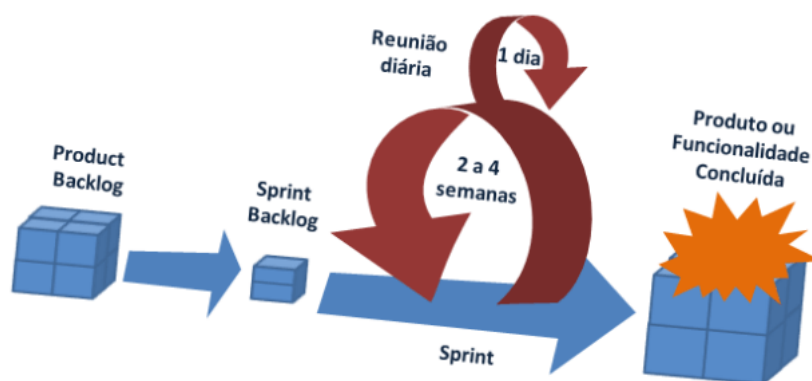 Product
Backlog
Sprint
Backlog
Reunião
diária
1 dia
2 a 4
semanas
Sprint
Produto ou
Funcionalidade
Concluída